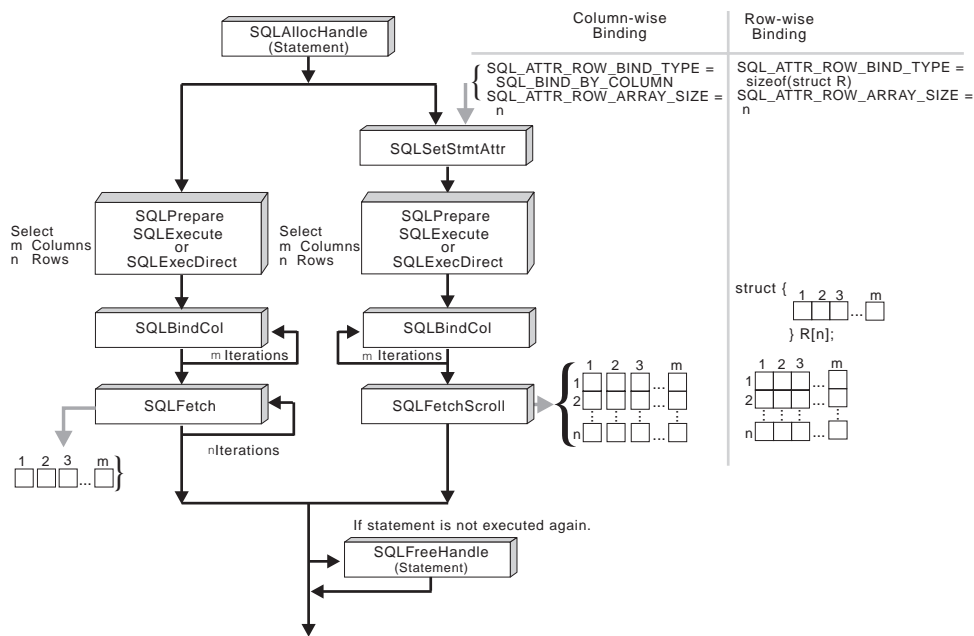 SQLAllocHandle
(Statement)
Column-wise
Binding
Row-wise
Binding
SQL_ATTR_ROW_BIND_TYPE =
SQL_BIND_BY_COLUMN
SQL_ATTR_ROW_ARRAY_SIZE =
n
SQL_ATTR_ROW_BIND_TYPE =
sizeof(struct R)
SQL_ATTR_ROW_ARRAY_SIZE =
n
SQLSetStmtAttr
Select
m Columns
n Rows
SQLPrepare
SQLExecute
or
SQLExecDirect
Select
m Columns
n Rows
SQLPrepare
SQLExecute
or
SQLExecDirect
struct {
1 2 3 m
...
} R[n];
SQLBindCol
m Iterations
SQLBindCol
m Iterations
SQLFetch
nIterations
SQLFetchScroll
1 2 3 m
1 ...
2 ...
n ...
1 2 3 m
1 ...
2 ...
n ...
1 2 3 m
... }
If statement is not executed again.
SQLFreeHandle
(Statement)